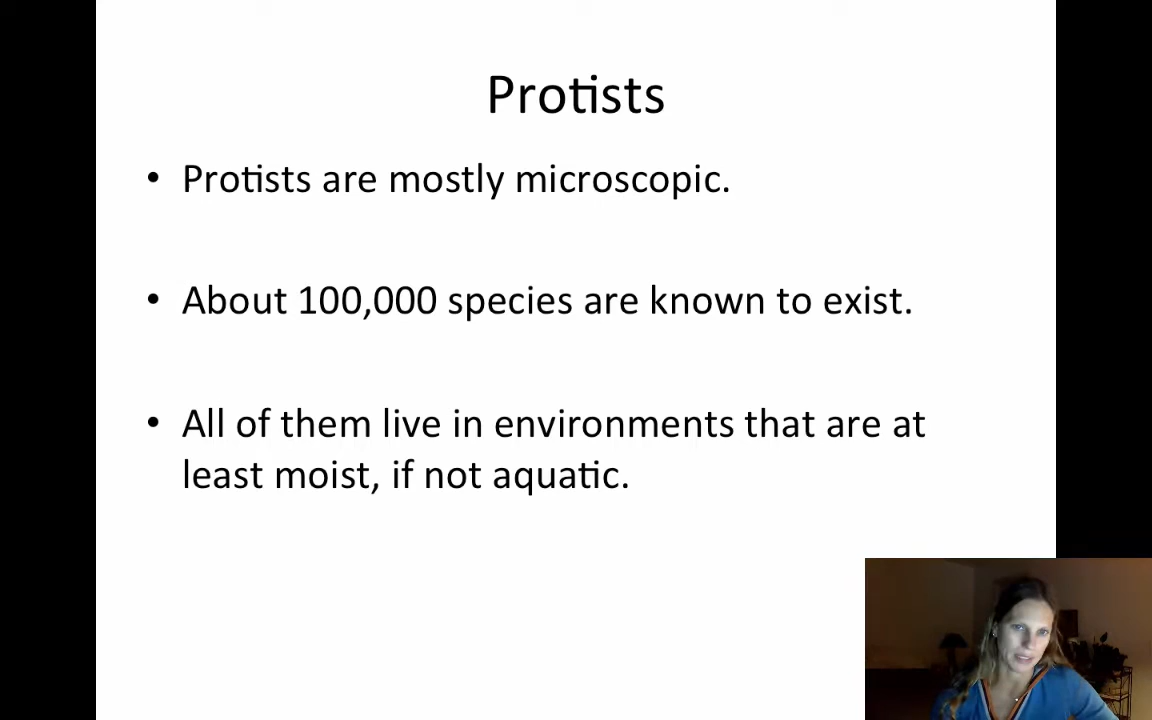 Protists
• Protists are mostly microscopic.
• About 100,000 species are known to exist.
• All of them live in environments that are at
least moist, if not aquatic.